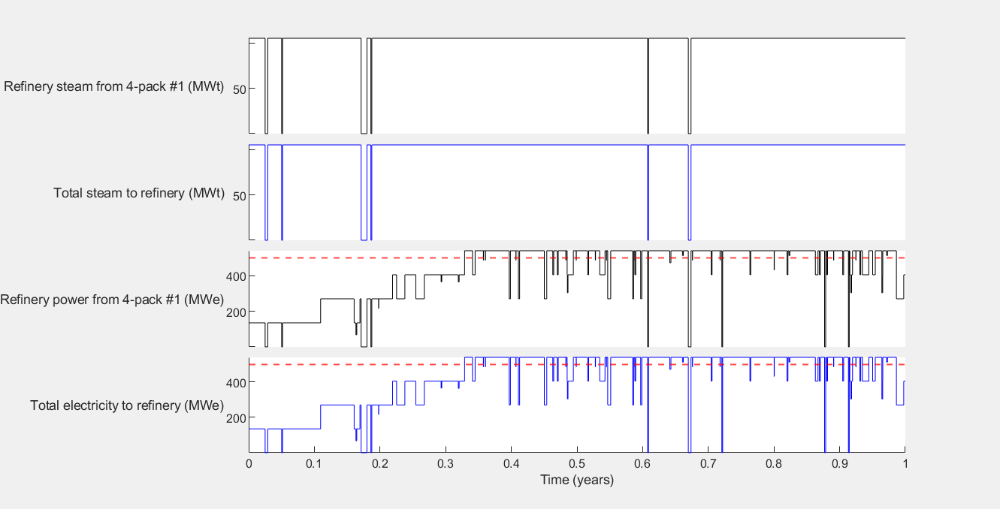 Refinery steam from 4-pack #1 (MWt)
50
Total steam to refinery (MWt)
50
Refinery power from 4-pack #1 (MWe)
400
200
Total electricity to refinery (MWe)
400
200
0 0.1 0.2 0.3 0.4 0.5 0.6 0.7 0.8 0.9 1
Time (years)